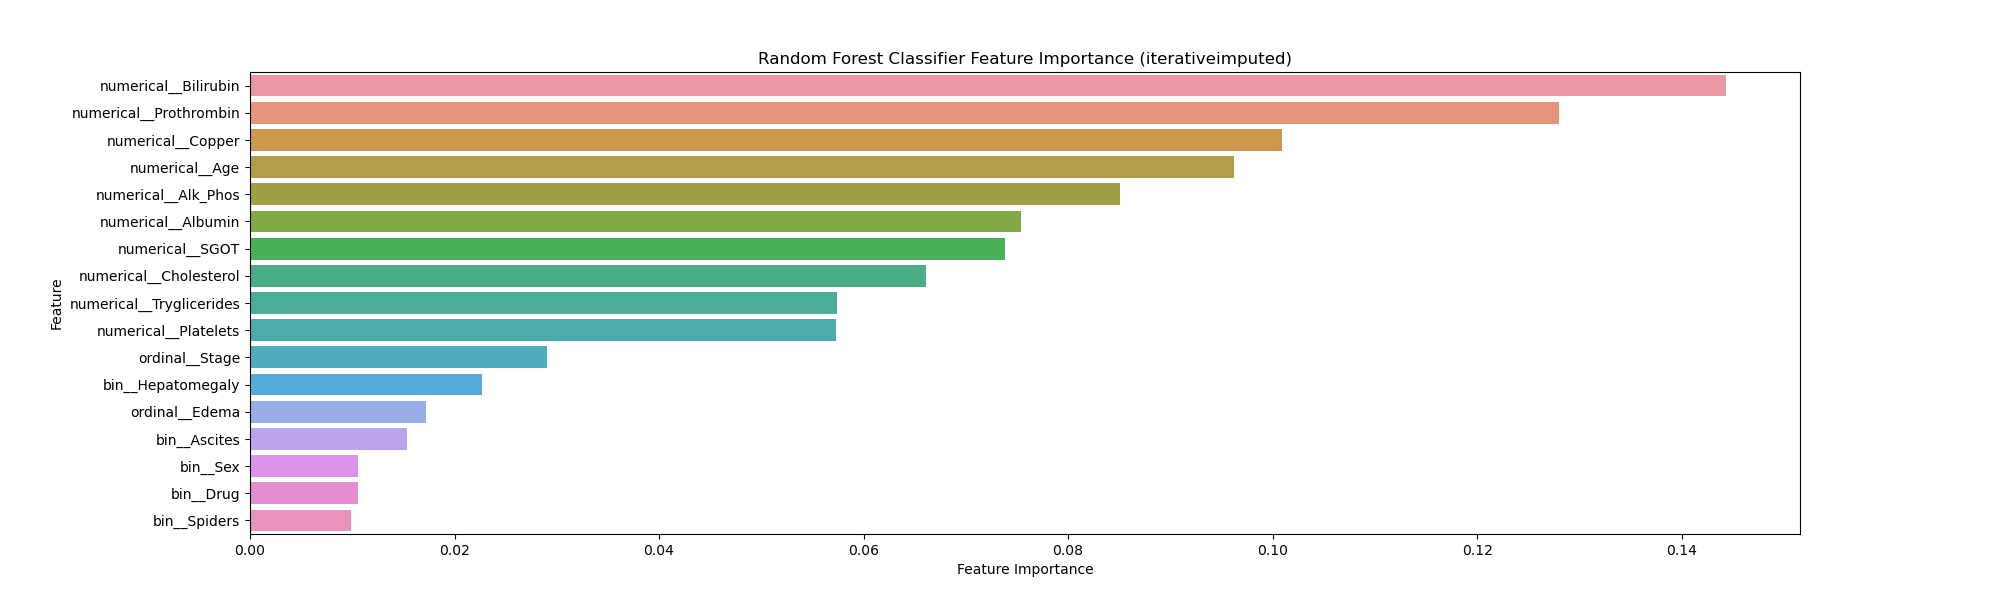 Random Forest Classifier Feature Importance (iterativeimputed)
numerical__Bilirubin
numerical__Prothrombin
numerical__Copper
numerical__Age
numerical__Alk_Phos
numerical__Albumin
numerical__SGOT
numerical__Cholesterol
numerical__Tryglicerides
numerical__Platelets
ordinal__Stage
bin__Hepatomegaly
ordinal__Edema
bin__Ascites
bin__Sex
bin__Drug
bin__Spiders
Feature
0.00 0.02 0.04 0.06 0.08 0.10 0.12 0.14
Feature Importance